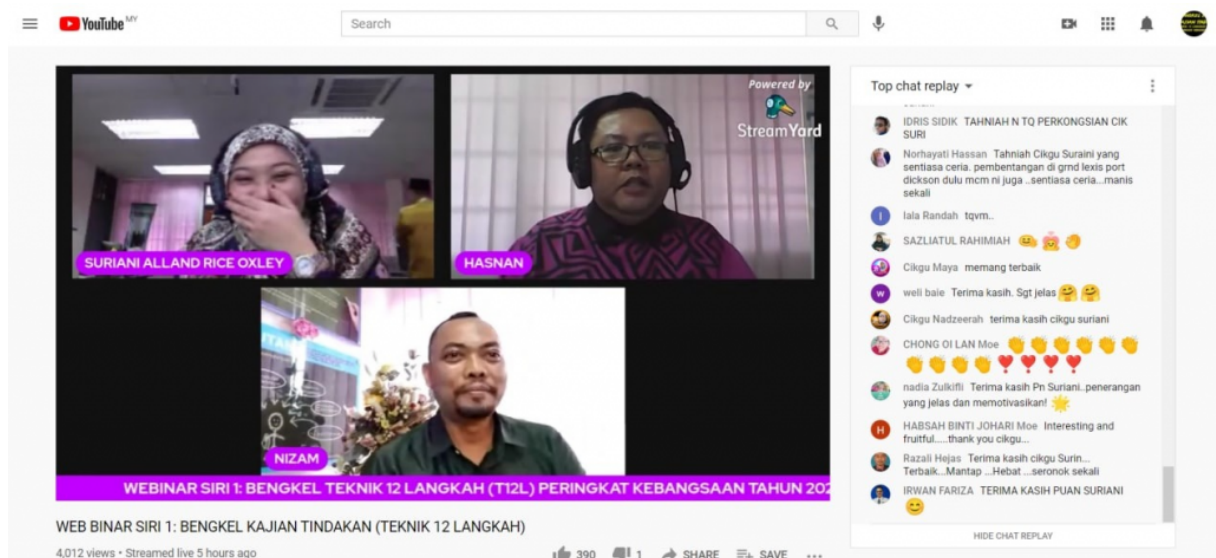 YouTube MY
Search
Powered by
StreamYard
SURIANI ALLAND RICE OXLEY
HASNAN
NIZAM
WEBINAR SIRI 1: BENGKEL TEKNIK 12 LANGKAH (T12L) PERINGKAT KEBANGSAAN TAHUN 202
WEB BINAR SIRI 1: BENGKEL KAJIAN TINDAKAN (TEKNIK 12 LANGKAH)
4,012 views • Streamed live 5 hours ago
390
1
SHARE
SAVE
Top chat replay
IDRIS SIDIK TAHNIAH N TQ PERKONGSIAN CIK
SURI
Norhayati Hassan Tahniah Cikgu Suraini yang
sentiasa ceria. pembentangan di grnd lexis port
dickson dulu mcm ni juga ..sentiasa ceria...manis
sekali
I
lala Randah tqvm..
SAZLIATUL RAHIMIAH 
Cikgu Maya memang terbaik
w
weli baie Terima kasih. Sgt jelas
Cikgu Nadzeerah terima kasih cikgu suriani
CHONG OI LAN Moe
nadia Zulkifli Terima kasih Pn Suriani..penerangan
yang jelas dan memotivasikan!
H
HABSAH BINTI JOHARI Moe Interesting and
fruitful.....thank you cikgu...
Razali Hejas Terima kasih cikgu Surin...
Terbaik...Mantap ...Hebat ...seronok sekali
IRWAN FARIZA TERIMA KASIH PUAN SURIANI
HIDE CHAT REPLAY